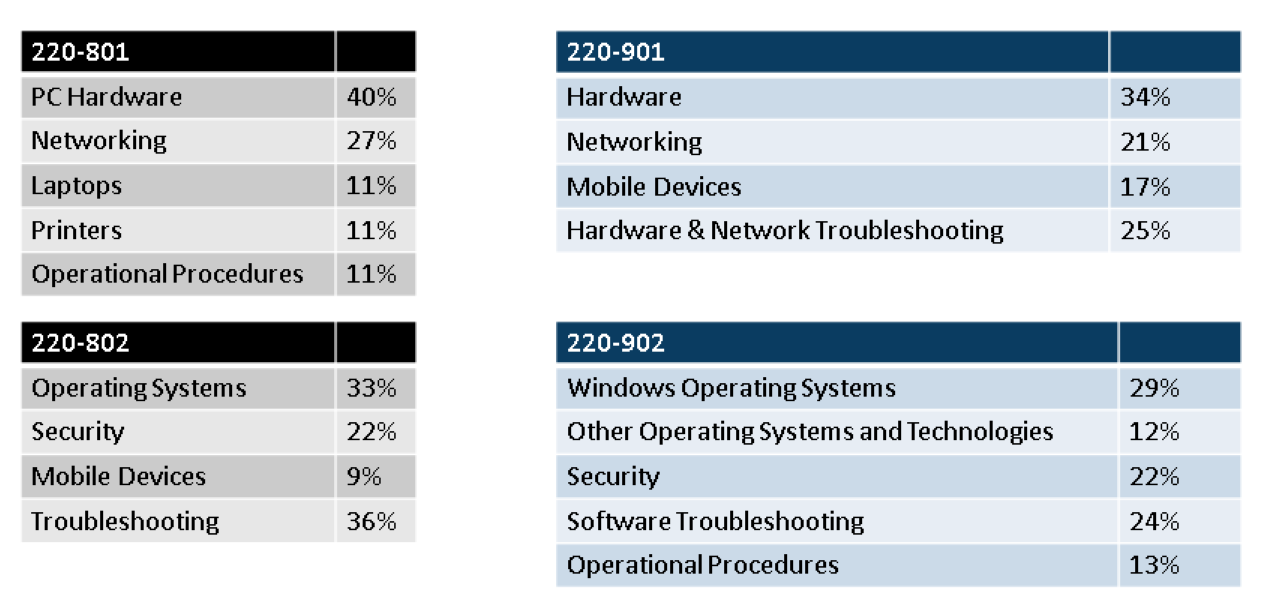 220-801
PC Hardware 40%
Networking 27%
Laptops 11%
Printers 11%
Operational Procedures 11%
220-802
Operating Systems 33%
Security 22%
Mobile Devices 9%
Troubleshooting 36%
220-901
Hardware 34%
Networking 21%
Mobile Devices 17%
Hardware & Network Troubleshooting 25%
220-902
Windows Operating Systems 29%
Other Operating Systems and Technologies 12%
Security 22%
Software Troubleshooting 24%
Operational Procedures 13%